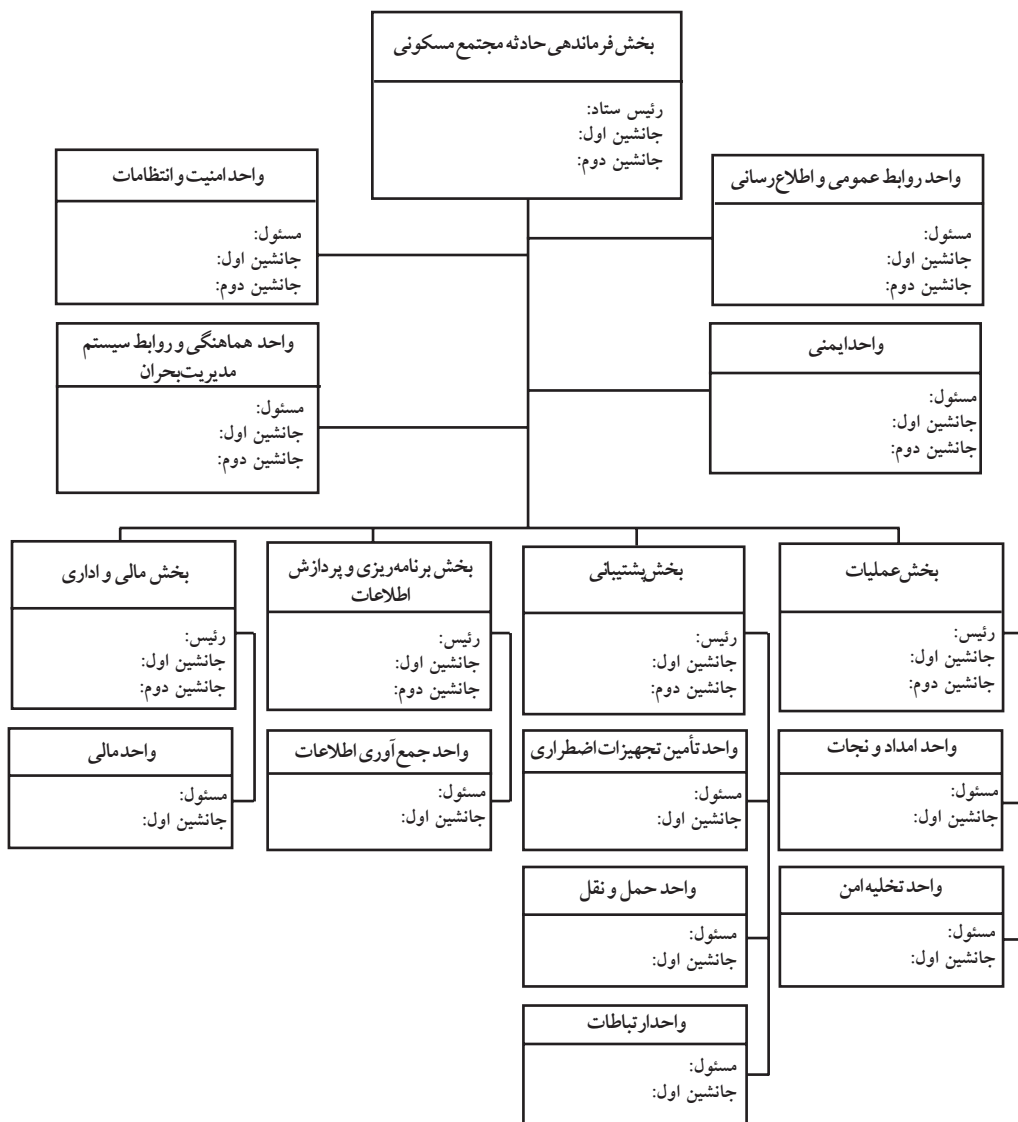 بخش فرماندهی حادثه مجتمع مسکونی
رئیس ستاد:
جانشین اول:
جانشین دوم:
واحد روابط عمومی و اطلاع‌رسانی
مسئول:
جانشین اول:
جانشین دوم:
واحد امنیت و انتظامات
مسئول:
جانشین اول:
جانشین دوم:
واحد ایمنی
مسئول:
جانشین اول:
جانشین دوم:
واحد هماهنگی و روابط سیستم
مدیریت بحران
مسئول:
جانشین اول:
جانشین دوم:
بخش عملیات
رئیس:
جانشین اول:
جانشین دوم:
واحد امداد و نجات
مسئول:
جانشین اول:
واحد تخلیه امن
مسئول:
جانشین اول:
بخش پشتیبانی
رئیس:
جانشین اول:
جانشین دوم:
واحد تأمین تجهیزات اضطراری
مسئول:
جانشین اول:
واحد حمل و نقل
مسئول:
جانشین اول:
واحد ارتباطات
مسئول:
جانشین اول:
بخش برنامه‌ریزی و پردازش
اطلاعات
رئیس:
جانشین اول:
جانشین دوم:
واحد جمع آوری اطلاعات
مسئول:
جانشین اول:
بخش مالی و اداری
رئیس:
جانشین اول:
جانشین دوم:
واحد مالی
مسئول:
جانشین اول: